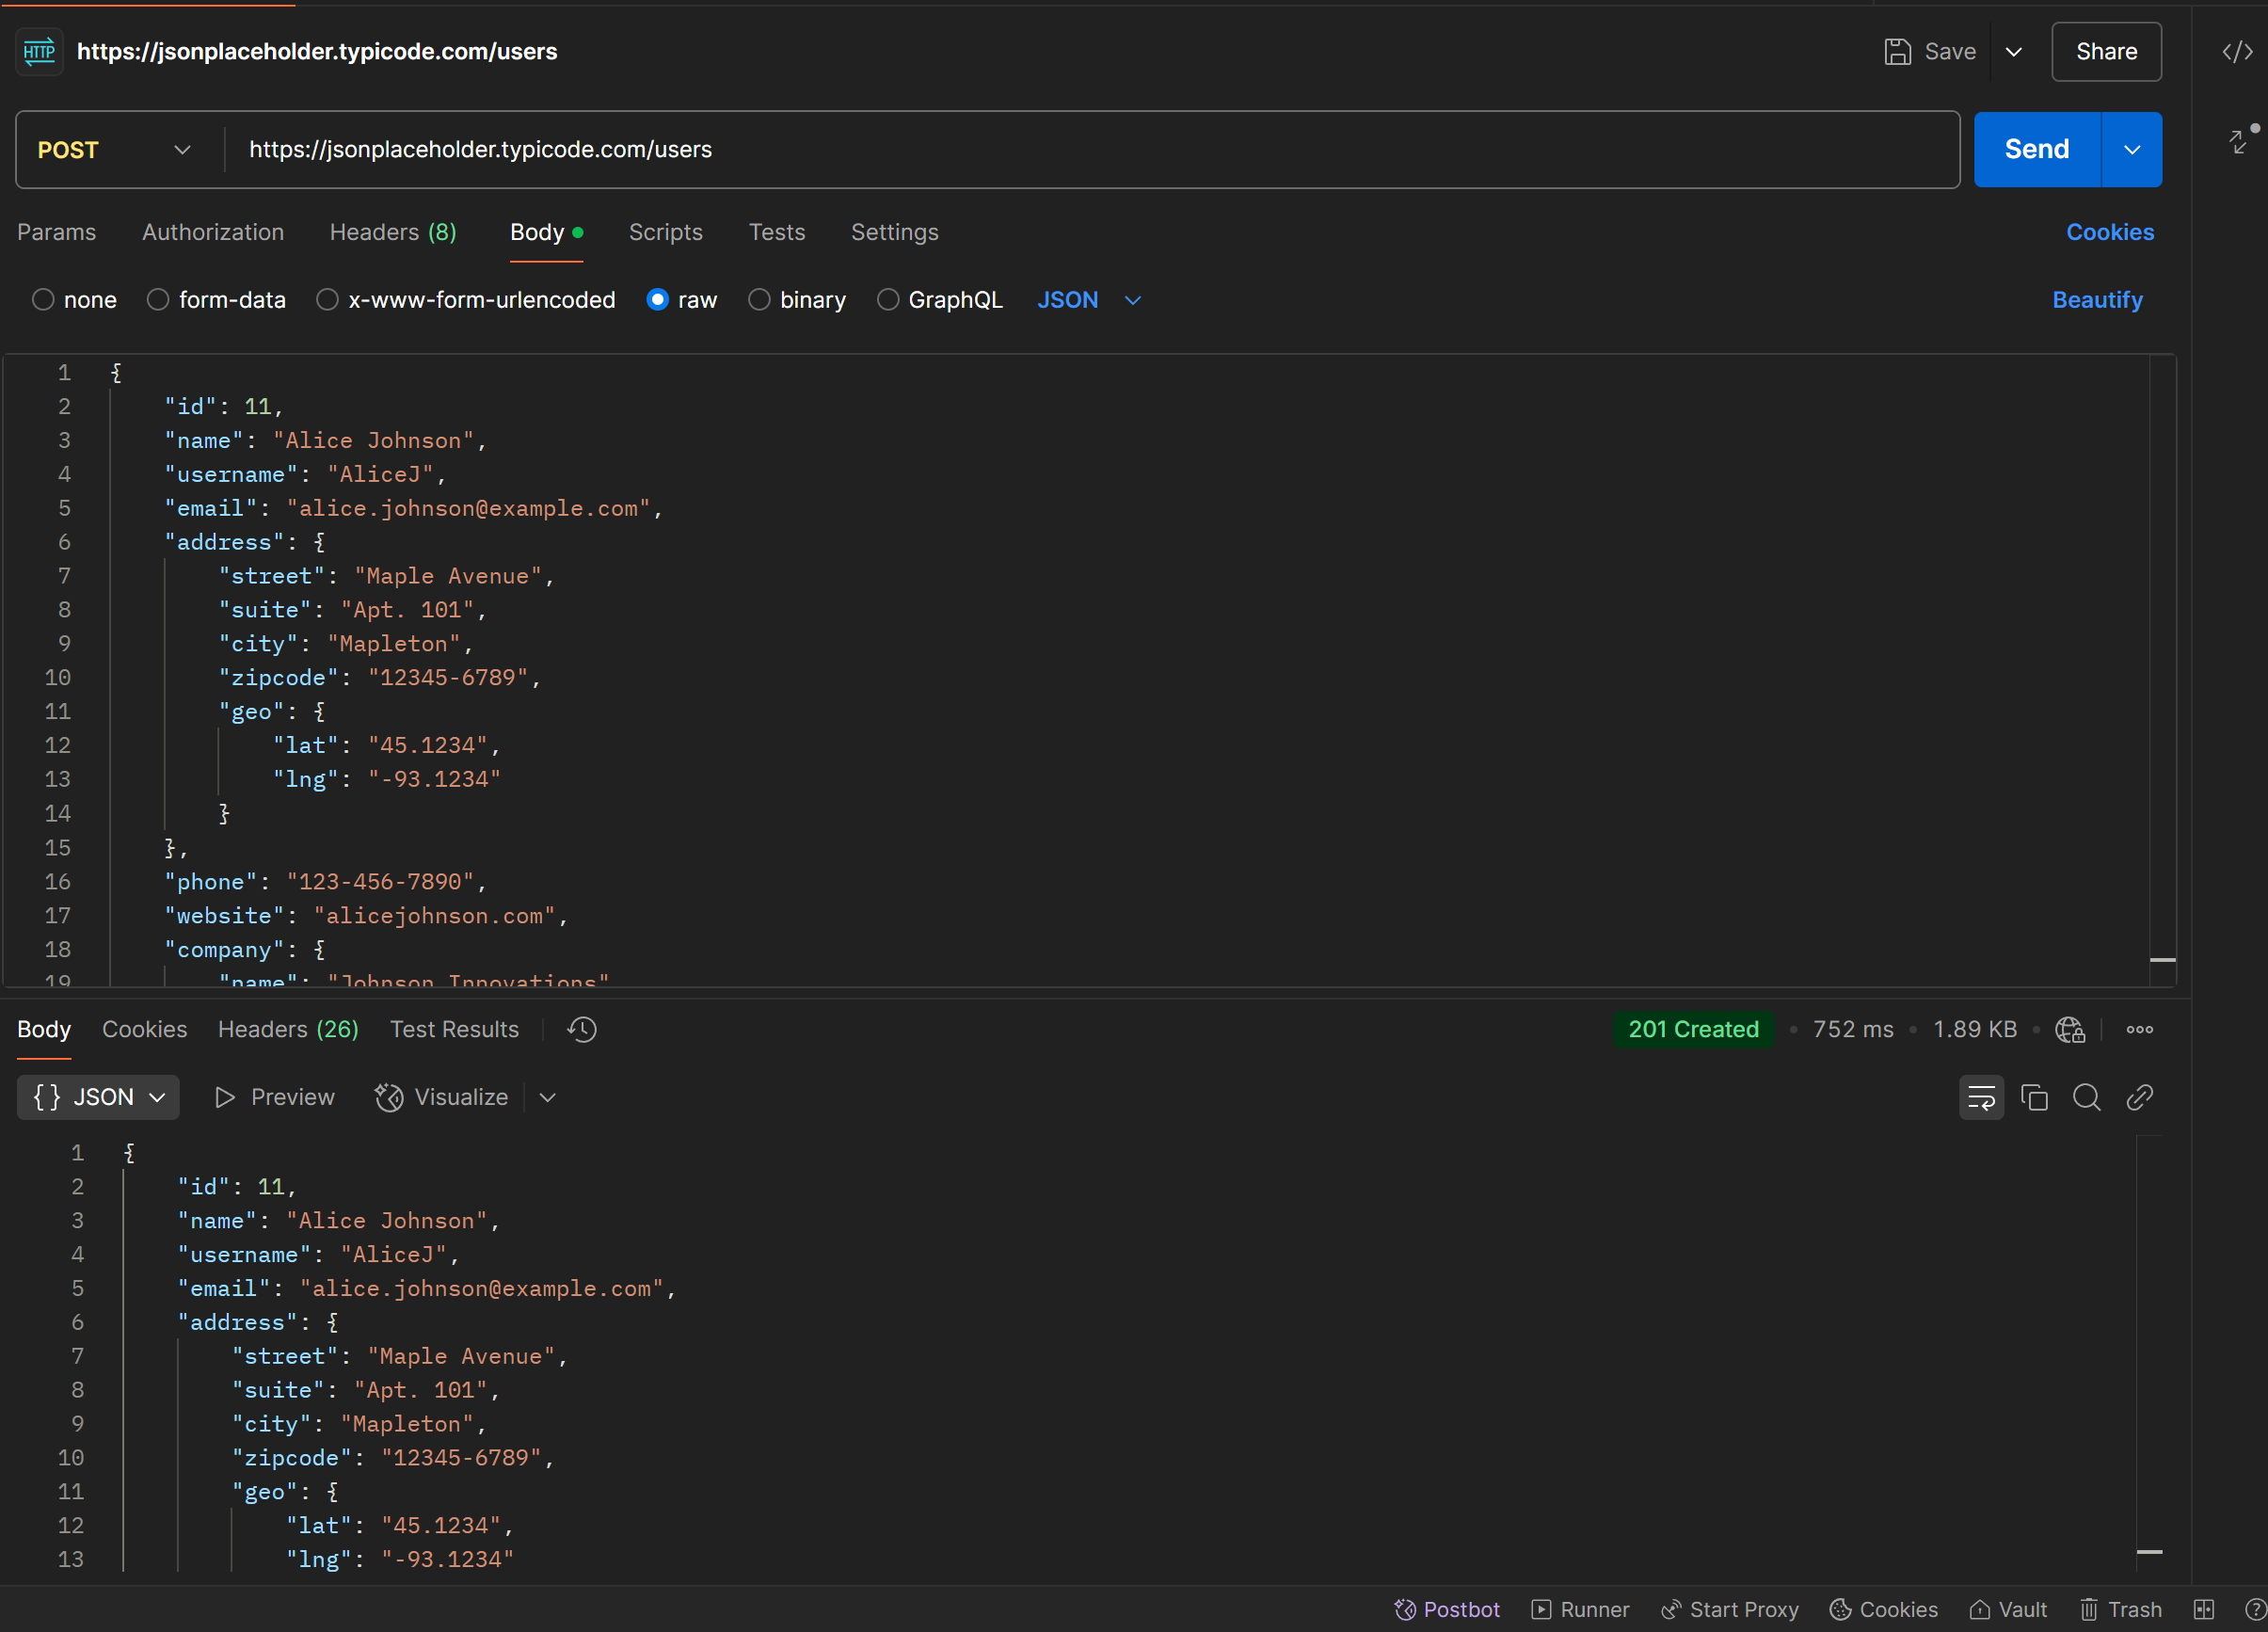 HTTP https://jsonplaceholder.typicode.com/users Save Share
POST https://jsonplaceholder.typicode.com/users Send
Params Authorization Headers (8) Body Scripts Tests Settings Cookies
none form-data x-www-form-urlencoded raw binary GraphQL JSON Beautify
1 {
2 "id": 11,
3 "name": "Alice Johnson",
4 "username": "AliceJ",
5 "email": "alice.johnson@example.com",
6 "address": {
7 "street": "Maple Avenue",
8 "suite": "Apt. 101",
9 "city": "Mapleton",
10 "zipcode": "12345-6789",
11 "geo": {
12 "lat": "45.1234",
13 "lng": "-93.1234"
14 }
15 },
16 "phone": "123-456-7890",
17 "website": "alicejohnson.com",
18 "company": {
19 "name": "Johnson Innovations"
Body Cookies Headers (26) Test Results 201 Created 752 ms 1.89 KB
{} JSON Preview Visualize
1 {
2 "id": 11,
3 "name": "Alice Johnson",
4 "username": "AliceJ",
5 "email": "alice.johnson@example.com",
6 "address": {
7 "street": "Maple Avenue",
8 "suite": "Apt. 101",
9 "city": "Mapleton",
10 "zipcode": "12345-6789",
11 "geo": {
12 "lat": "45.1234",
13 "lng": "-93.1234"
Postbot Runner Start Proxy Cookies Vault Trash